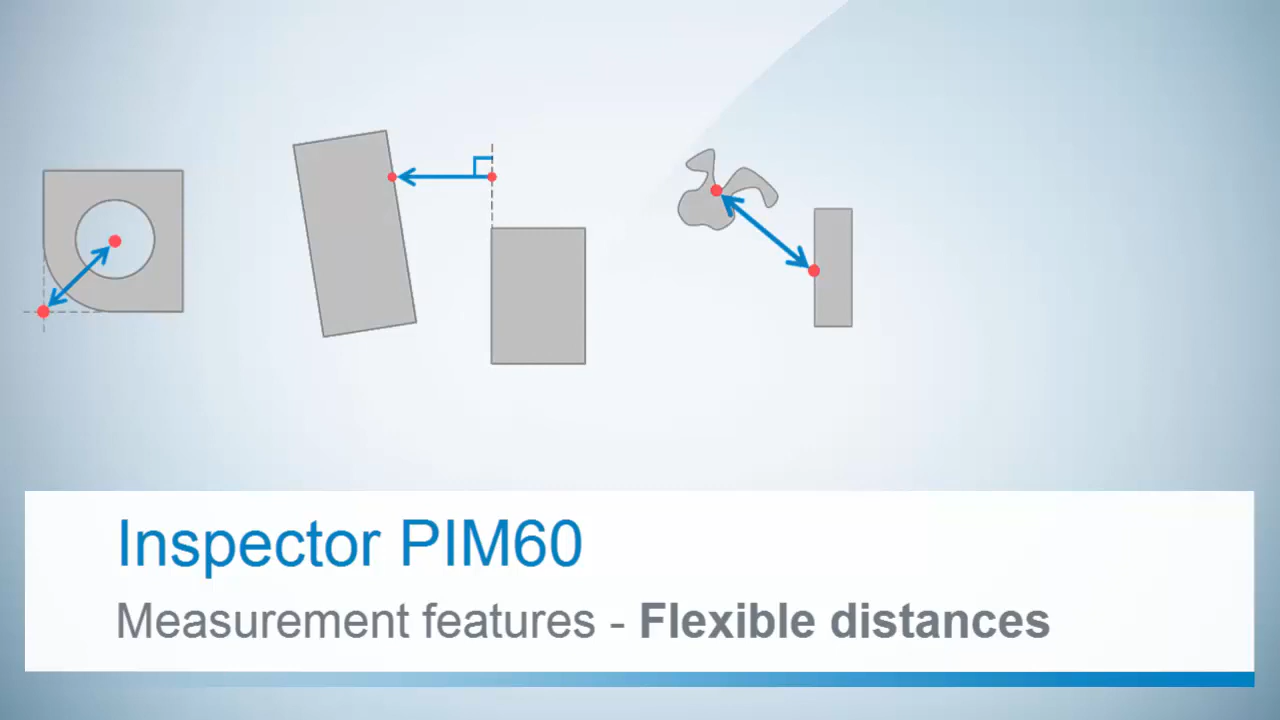 Inspector PIM60
Measurement features - Flexible distances